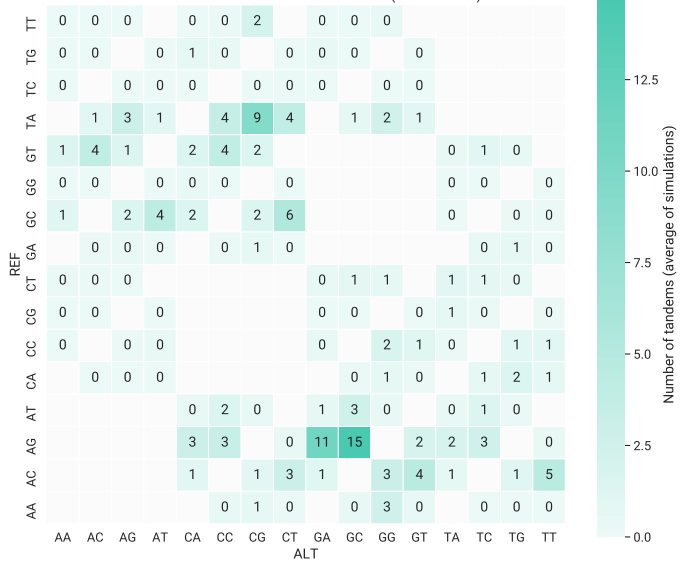 TT 0 0 0 0 0 2 0 0 0
TG 0 0 0 1 0 0 0 0 0
TC 0 0 0 0 0 0 0 0 0
TA 1 3 1 4 9 4 1 2 1
GT 1 4 1 2 4 2 0 1 0
GG 0 0 0 0 0 0 0 0 0
GC 1 2 4 2 2 6 0 0 0
GA 0 0 0 0 1 0 0 1 0
CT 0 0 0 0 1 1 1 1 0
CG 0 0 0 0 0 0 1 0 0
CC 0 0 0 0 2 1 0 1 1
CA 0 0 0 0 1 0 1 2 1
AT 0 2 0 1 3 0 0 1 0
AG 3 3 0 11 15 2 2 3 0
AC 1 1 3 1 3 4 1 1 5
AA 0 1 0 0 3 0 0 0 0
AA AC AG AT CA CC CG CT GA GC GG GT TA TC TG TT
ALT
REF
12.5
10.0
7.5
5.0
2.5
0.0
Number of tandems (average of simulations)